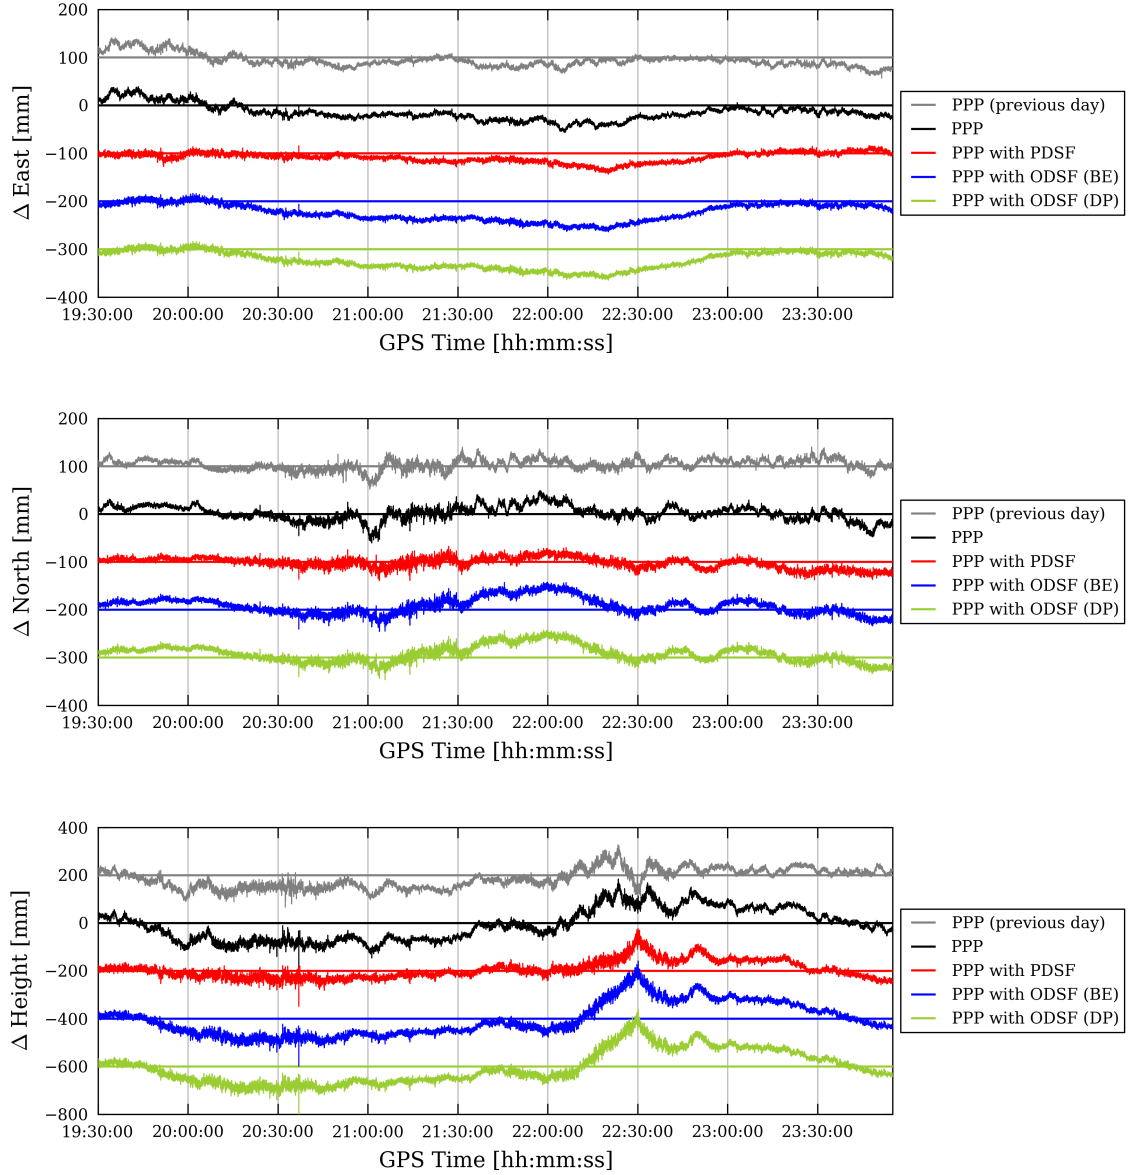 200
100
0
−100
−200
−300
−400
Δ East [mm]
19:30:00 20:00:00 20:30:00 21:00:00 21:30:00 22:00:00 22:30:00 23:00:00 23:30:00
GPS Time [hh:mm:ss]
PPP (previous day)
PPP
PPP with PDSF
PPP with ODSF (BE)
PPP with ODSF (DP)
200
100
0
−100
−200
−300
−400
Δ North [mm]
19:30:00 20:00:00 20:30:00 21:00:00 21:30:00 22:00:00 22:30:00 23:00:00 23:30:00
GPS Time [hh:mm:ss]
PPP (previous day)
PPP
PPP with PDSF
PPP with ODSF (BE)
PPP with ODSF (DP)
400
200
0
−200
−400
−600
−800
Δ Height [mm]
19:30:00 20:00:00 20:30:00 21:00:00 21:30:00 22:00:00 22:30:00 23:00:00 23:30:00
GPS Time [hh:mm:ss]
PPP (previous day)
PPP
PPP with PDSF
PPP with ODSF (BE)
PPP with ODSF (DP)